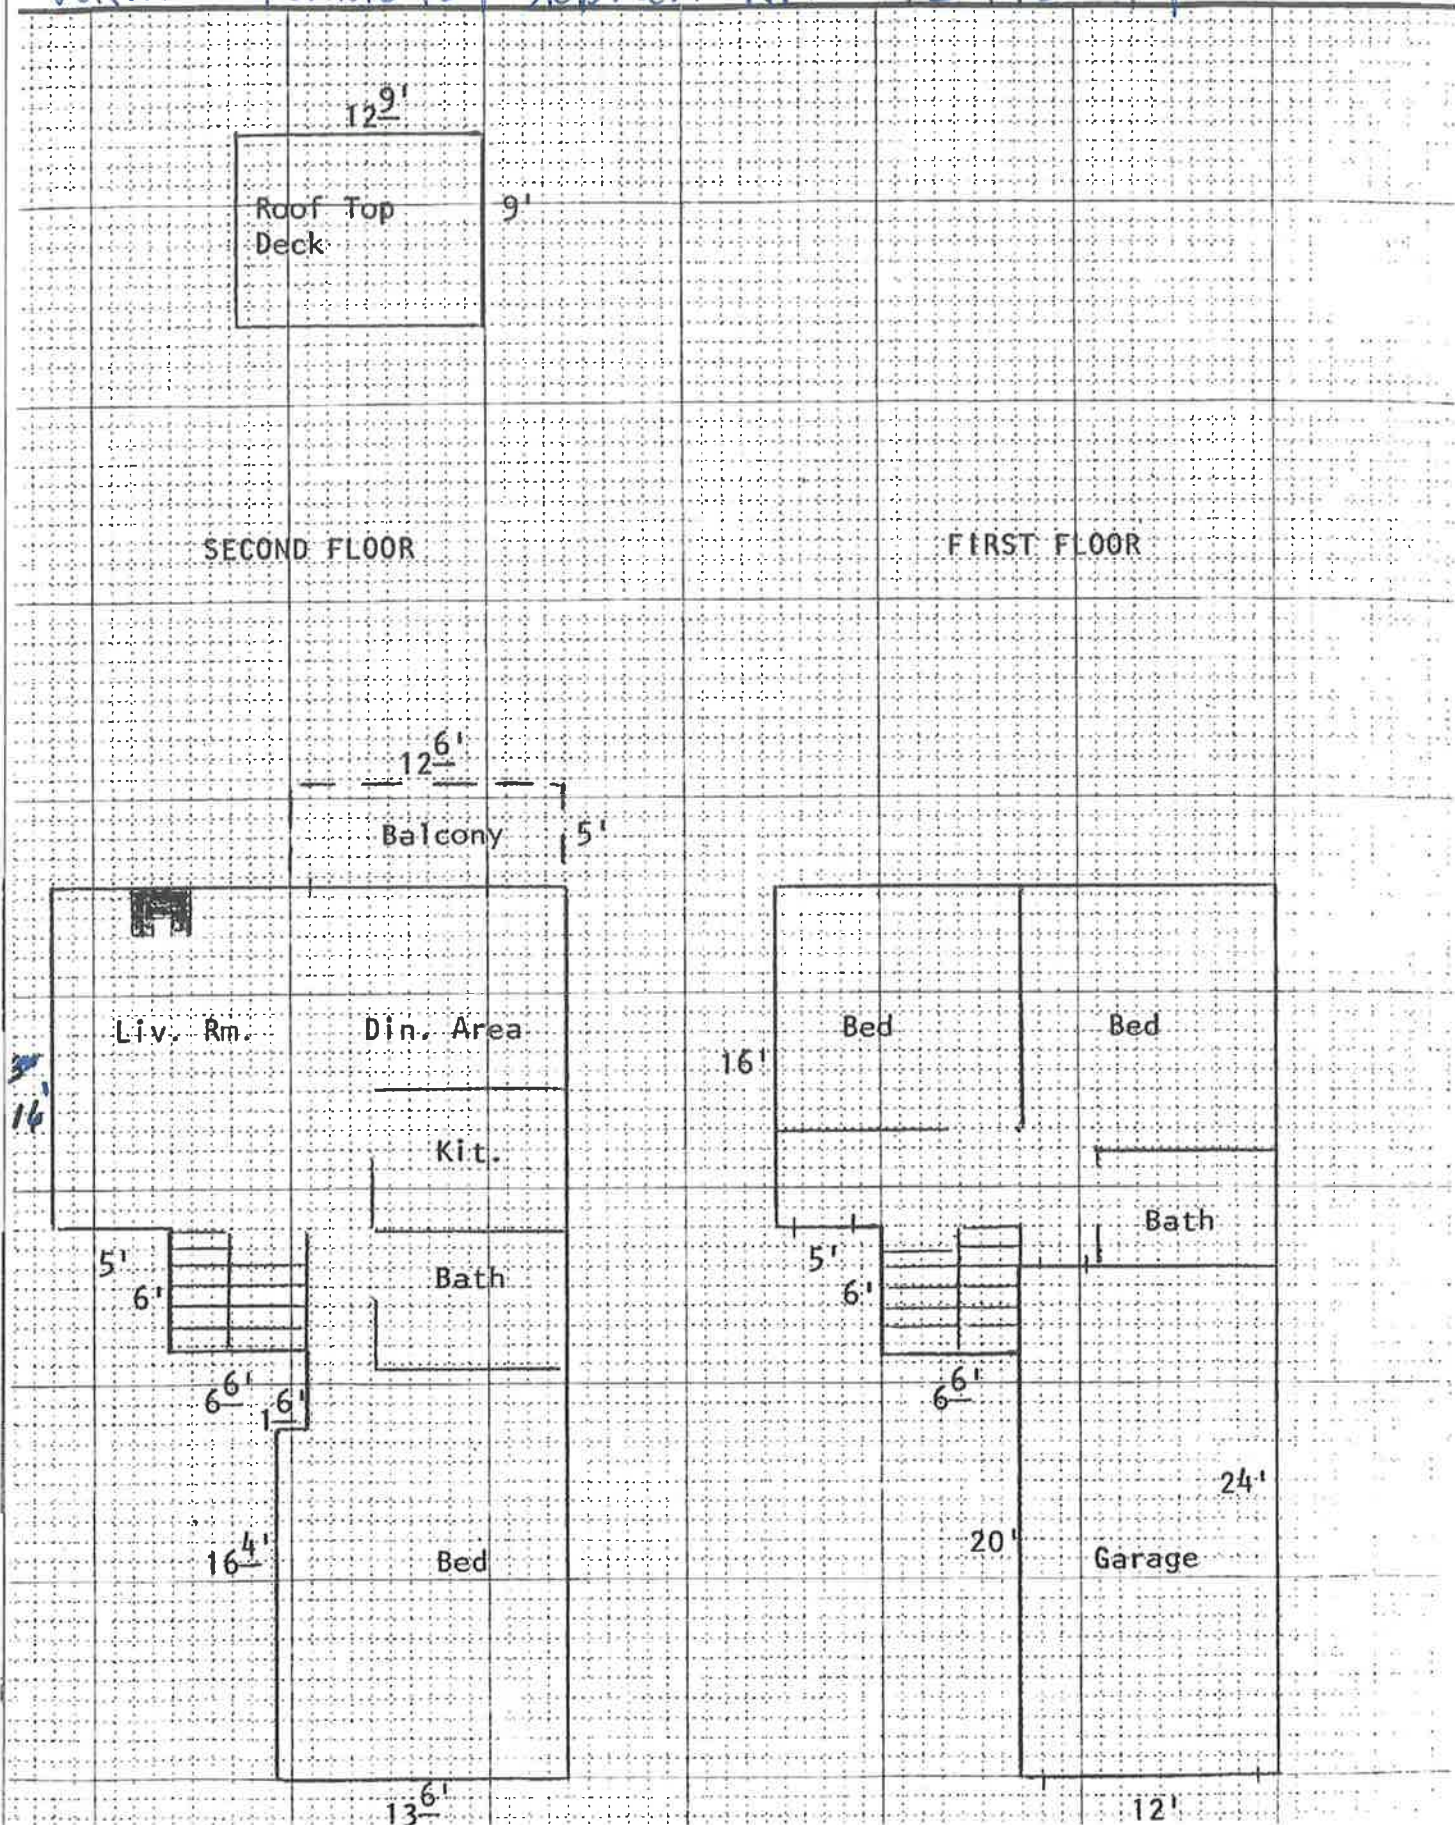 12 9'
Roof Top
Deck
9'
SECOND FLOOR
FIRST FLOOR
12 6'
Balcony
5'
Liv. Rm.
Din. Area
Bed
Bed
16'
16'
Kit.
Bath
5'
6'
Bath
5'
6'
6 6'
1 6'
6 6'
24'
16 4'
Bed
20'
Garage
13 6'
12'